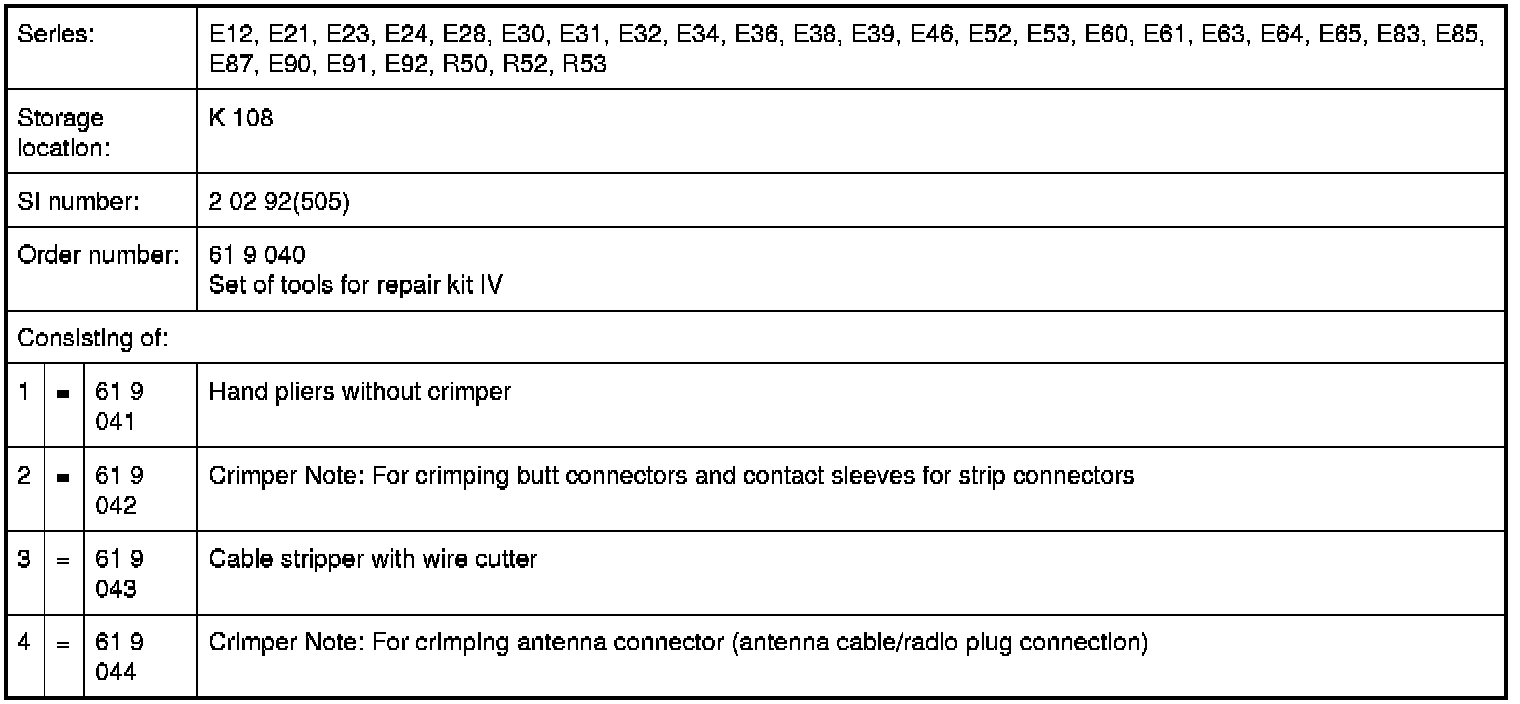 Series: E12, E21, E23, E24, E28, E30, E31, E32, E34, E36, E38, E39, E46, E52, E53, E60, E61, E63, E64, E65, E83, E85,
E87, E90, E91, E92, R50, R52, R53
Storage
location:
K 108
SI number: 2 02 92(505)
Order number: 61 9 040
Set of tools for repair kit IV
Consisting of:
1 = 61 9
041
Hand pliers without crimper
2 = 61 9
042
Crimper Note: For crimping butt connectors and contact sleeves for strip connectors
3 = 61 9
043
Cable stripper with wire cutter
4 = 61 9
044
Crimper Note: For crimping antenna connector (antenna cable/radio plug connection)